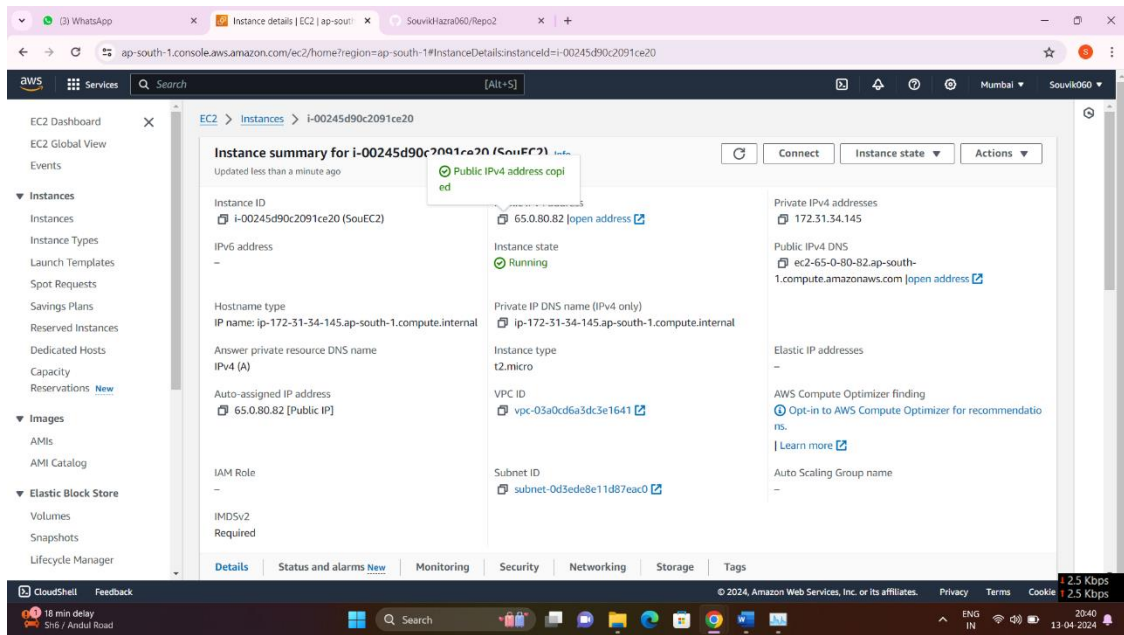 (3) WhatsApp
Instance details | EC2 | ap-sout
SouvikHazra060/Repo2
ap-south-1.console.aws.amazon.com/ec2/home?region=ap-south-1#InstanceDetails:instanceId=i-00245d90c2091ce20
S
aws
Services
Search
[Alt+S]
Mumbai
Souvik060
EC2 Dashboard
EC2 Global View
Events
Instances
Instances
Instance Types
Launch Templates
Spot Requests
Savings Plans
Reserved Instances
Dedicated Hosts
Capacity
Reservations New
Images
AMIs
AMI Catalog
Elastic Block Store
Volumes
Snapshots
Lifecycle Manager
EC2 > Instances > i-00245d90c2091ce20
Instance summary for i-00245d90c2091ce20 (SouEC2) Info
Updated less than a minute ago
Connect
Instance state
Actions
Public IPv4 address copi
ed
Instance ID
i-00245d90c2091ce20 (SouEC2)
65.0.80.82 |open address
Private IPv4 addresses
172.31.34.145
IPv6 address
–
Instance state
Running
Public IPv4 DNS
ec2-65-0-80-82.ap-south-
1.compute.amazonaws.com |open address
Hostname type
IP name: ip-172-31-34-145.ap-south-1.compute.internal
Private IP DNS name (IPv4 only)
ip-172-31-34-145.ap-south-1.compute.internal
Answer private resource DNS name
IPv4 (A)
Instance type
t2.micro
Elastic IP addresses
–
Auto-assigned IP address
65.0.80.82 [Public IP]
VPC ID
vpc-03a0cd6a3dc3e1641
AWS Compute Optimizer finding
Opt-in to AWS Compute Optimizer for recommendatio
ns.
| Learn more
IAM Role
–
Subnet ID
subnet-0d3ede8e11d87eac0
Auto Scaling Group name
–
IMDSv2
Required
Details
Status and alarms New
Monitoring
Security
Networking
Storage
Tags
CloudShell
Feedback
© 2024, Amazon Web Services, Inc. or its affiliates.
Privacy
Terms
Cookie
2.5 Kbps
2.5 Kbps
18 min delay
Sh6 / Andul Road
Search
ENG
IN
20:40
13-04-2024